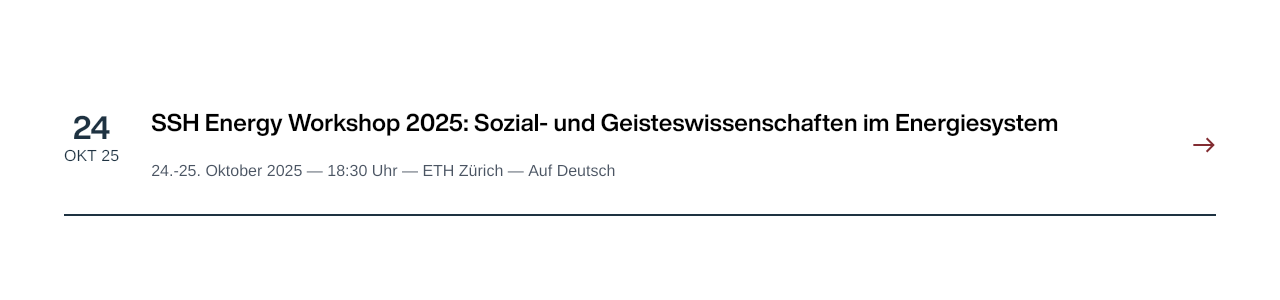 24
OKT 25
SSH Energy Workshop 2025: Sozial- und Geisteswissenschaften im Energiesystem
24.-25. Oktober 2025 — 18:30 Uhr — ETH Zürich — Auf Deutsch